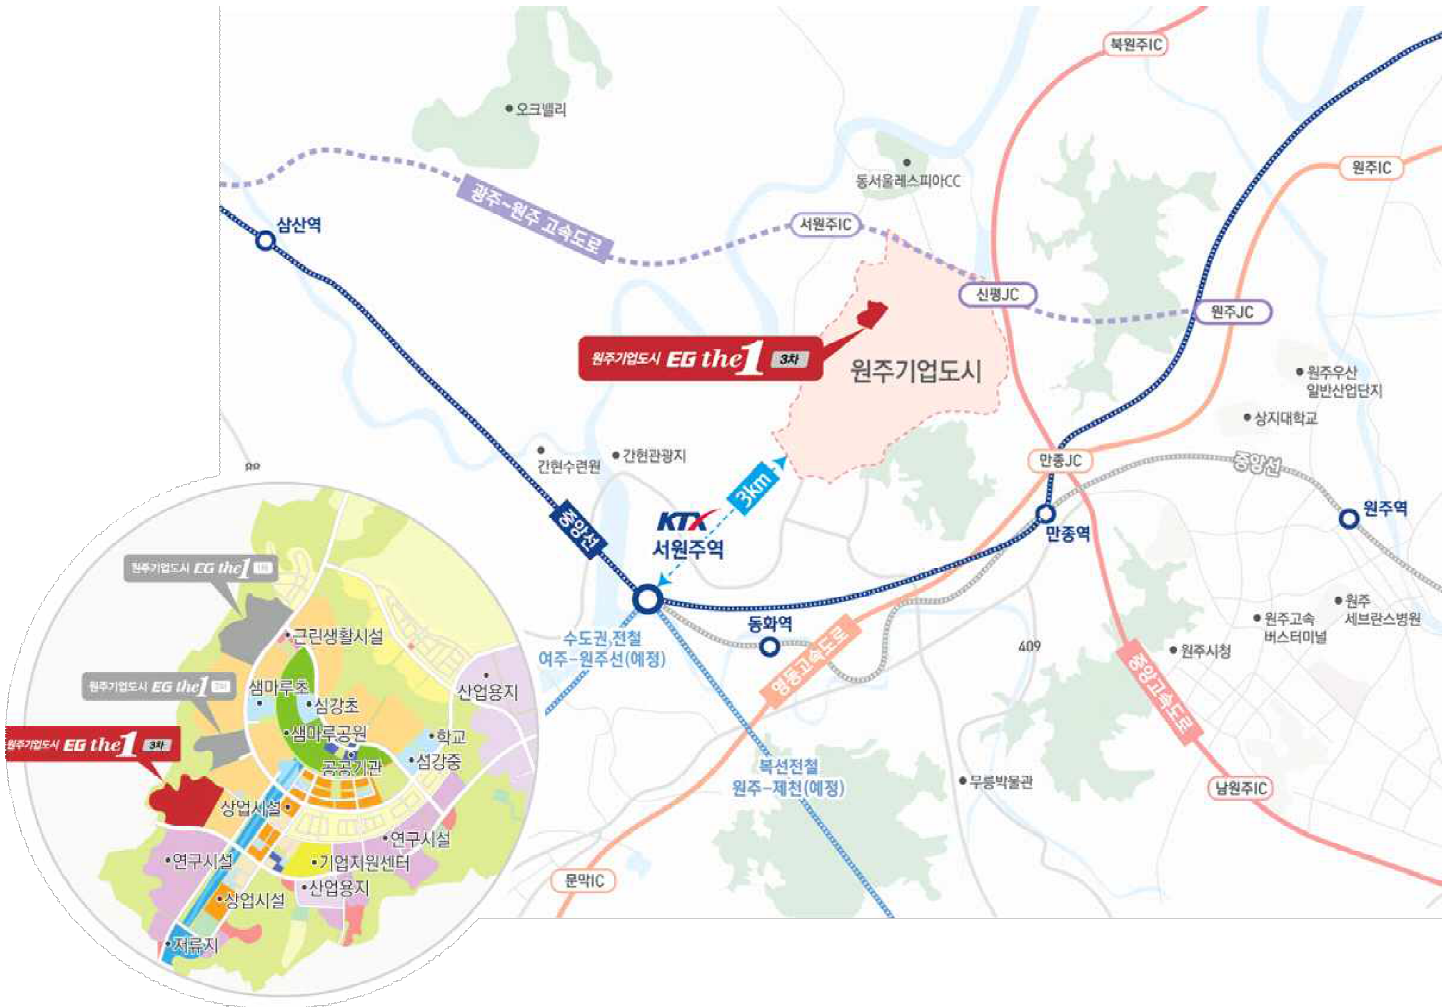 북원주IC
오크밸리
원주IC
동서울레스피아CC
광주~원주 고속도로
서원주IC
삼산역
신평JC
원주JC
원주기업도시 EG the 1 3차
원주기업도시
원주우산
일반산업단지
상지대학교
간현수련원
간현관광지
만종JC
중앙선
3km
KTX
서원주역
중앙선
만종역
원주역
원주기업도시 EG the 1
수도권 전철
여주-원주선(예정)
동화역
영동고속도로
409
원주시청
원주고속
버스터미널
원주
세브란스병원
중앙고속도로
근린생활시설
원주기업도시 EG the 1
샘마루초
섬강초
산업용지
샘마루공원
학교
섬강중
공공기관
원주기업도시 EG the 1 3차
복선전철
원주-제천(예정)
무릉박물관
남원주IC
상업시설
연구시설
연구시설
기업지원센터
산업용지
상업시설
저류지
문막IC